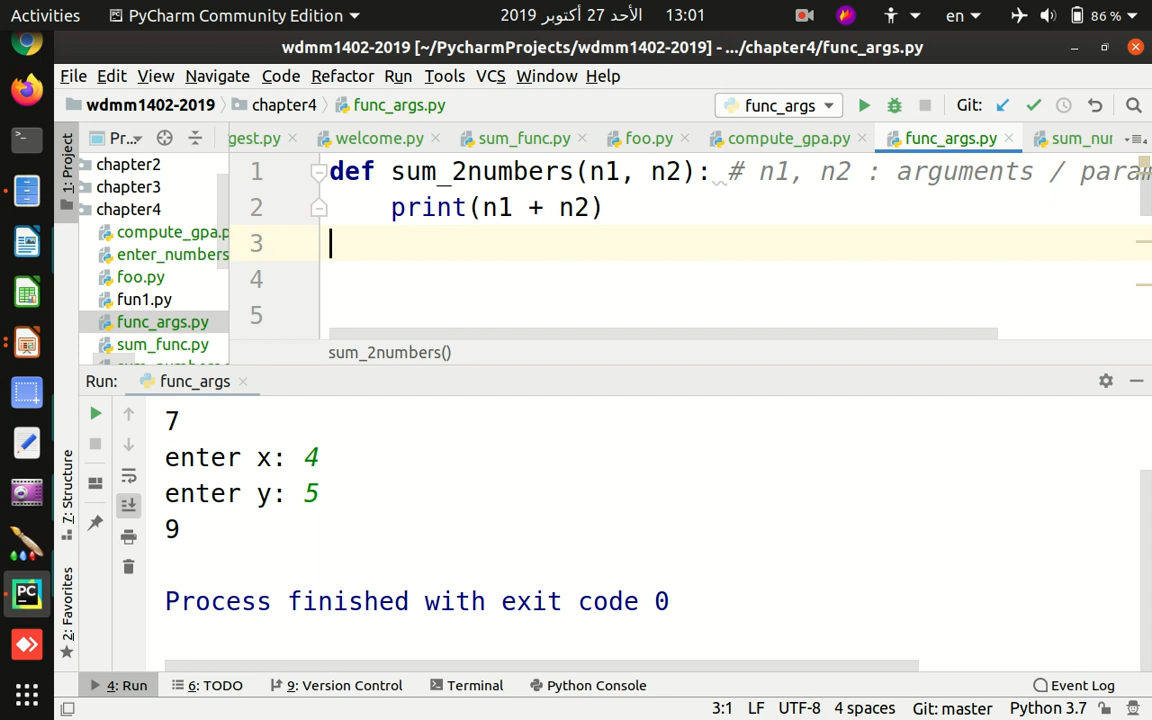 Activities PyCharm Community Edition الأحد 27 أكتوبر 2019 13:01 en 86 %
wdmm1402-2019 [~/PycharmProjects/wdmm1402-2019] - .../chapter4/func_args.py
File Edit View Navigate Code Refactor Run Tools VCS Window Help
wdmm1402-2019 chapter4 func_args.py func_args Git:
1: Project Pr... gest.py welcome.py sum_func.py foo.py compute_gpa.py func_args.py sum_nur
chapter2
chapter3
chapter4
compute_gpa.p
enter_numbers
foo.py
fun1.py
func_args.py
sum_func.py
1 def sum_2numbers(n1, n2): # n1, n2 : arguments / param
2 print(n1 + n2)
3
4
5
sum_2numbers()
Run: func_args
7
enter x: 4
enter y: 5
9
Process finished with exit code 0
7: Structure
2: Favorites
PC
4: Run 6: TODO 9: Version Control Terminal Python Console Event Log
3:1 LF UTF-8 4 spaces Git: master Python 3.7